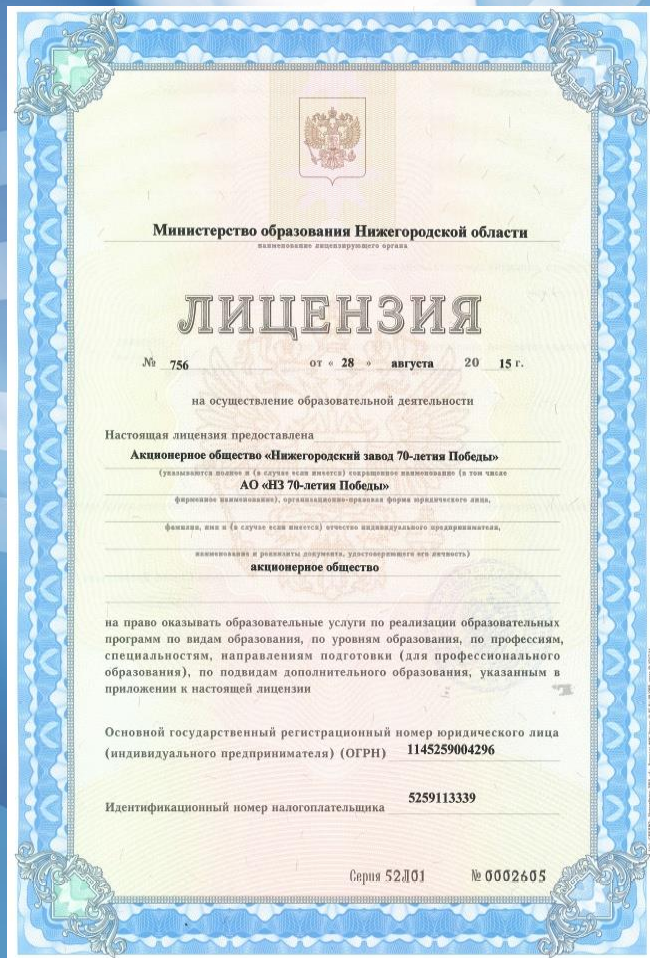 Министерство образования Нижегородской области
наименование лицензирующего органа
ЛИЦЕНЗИЯ
№ 756 от « 28 » августа 20 15 г.
на осуществление образовательной деятельности
Настоящая лицензия предоставлена
Акционерное общество «Нижегородский завод 70-летия Победы»
(указываются полное и (в случае если имеется) сокращенное наименование (в том числе
АО «НЗ 70-летия Победы»
фирменное наименование), организационно-правовая форма юридического лица,
фамилия, имя и (в случае если имеется) отчество индивидуального предпринимателя,
наименование и реквизиты документа, удостоверяющего его личность)
акционерное общество
на право оказывать образовательные услуги по реализации образовательных
программ по видам образования, по уровням образования, по профессиям,
специальностям, направлениям подготовки (для профессионального
образования), по подвидам дополнительного образования, указанным в
приложении к настоящей лицензии
Основной государственный регистрационный номер юридического лица
(индивидуального предпринимателя) (ОГРН) 1145259004296
Идентификационный номер налогоплательщика 5259113339
Серия 52Л01 № 0002605